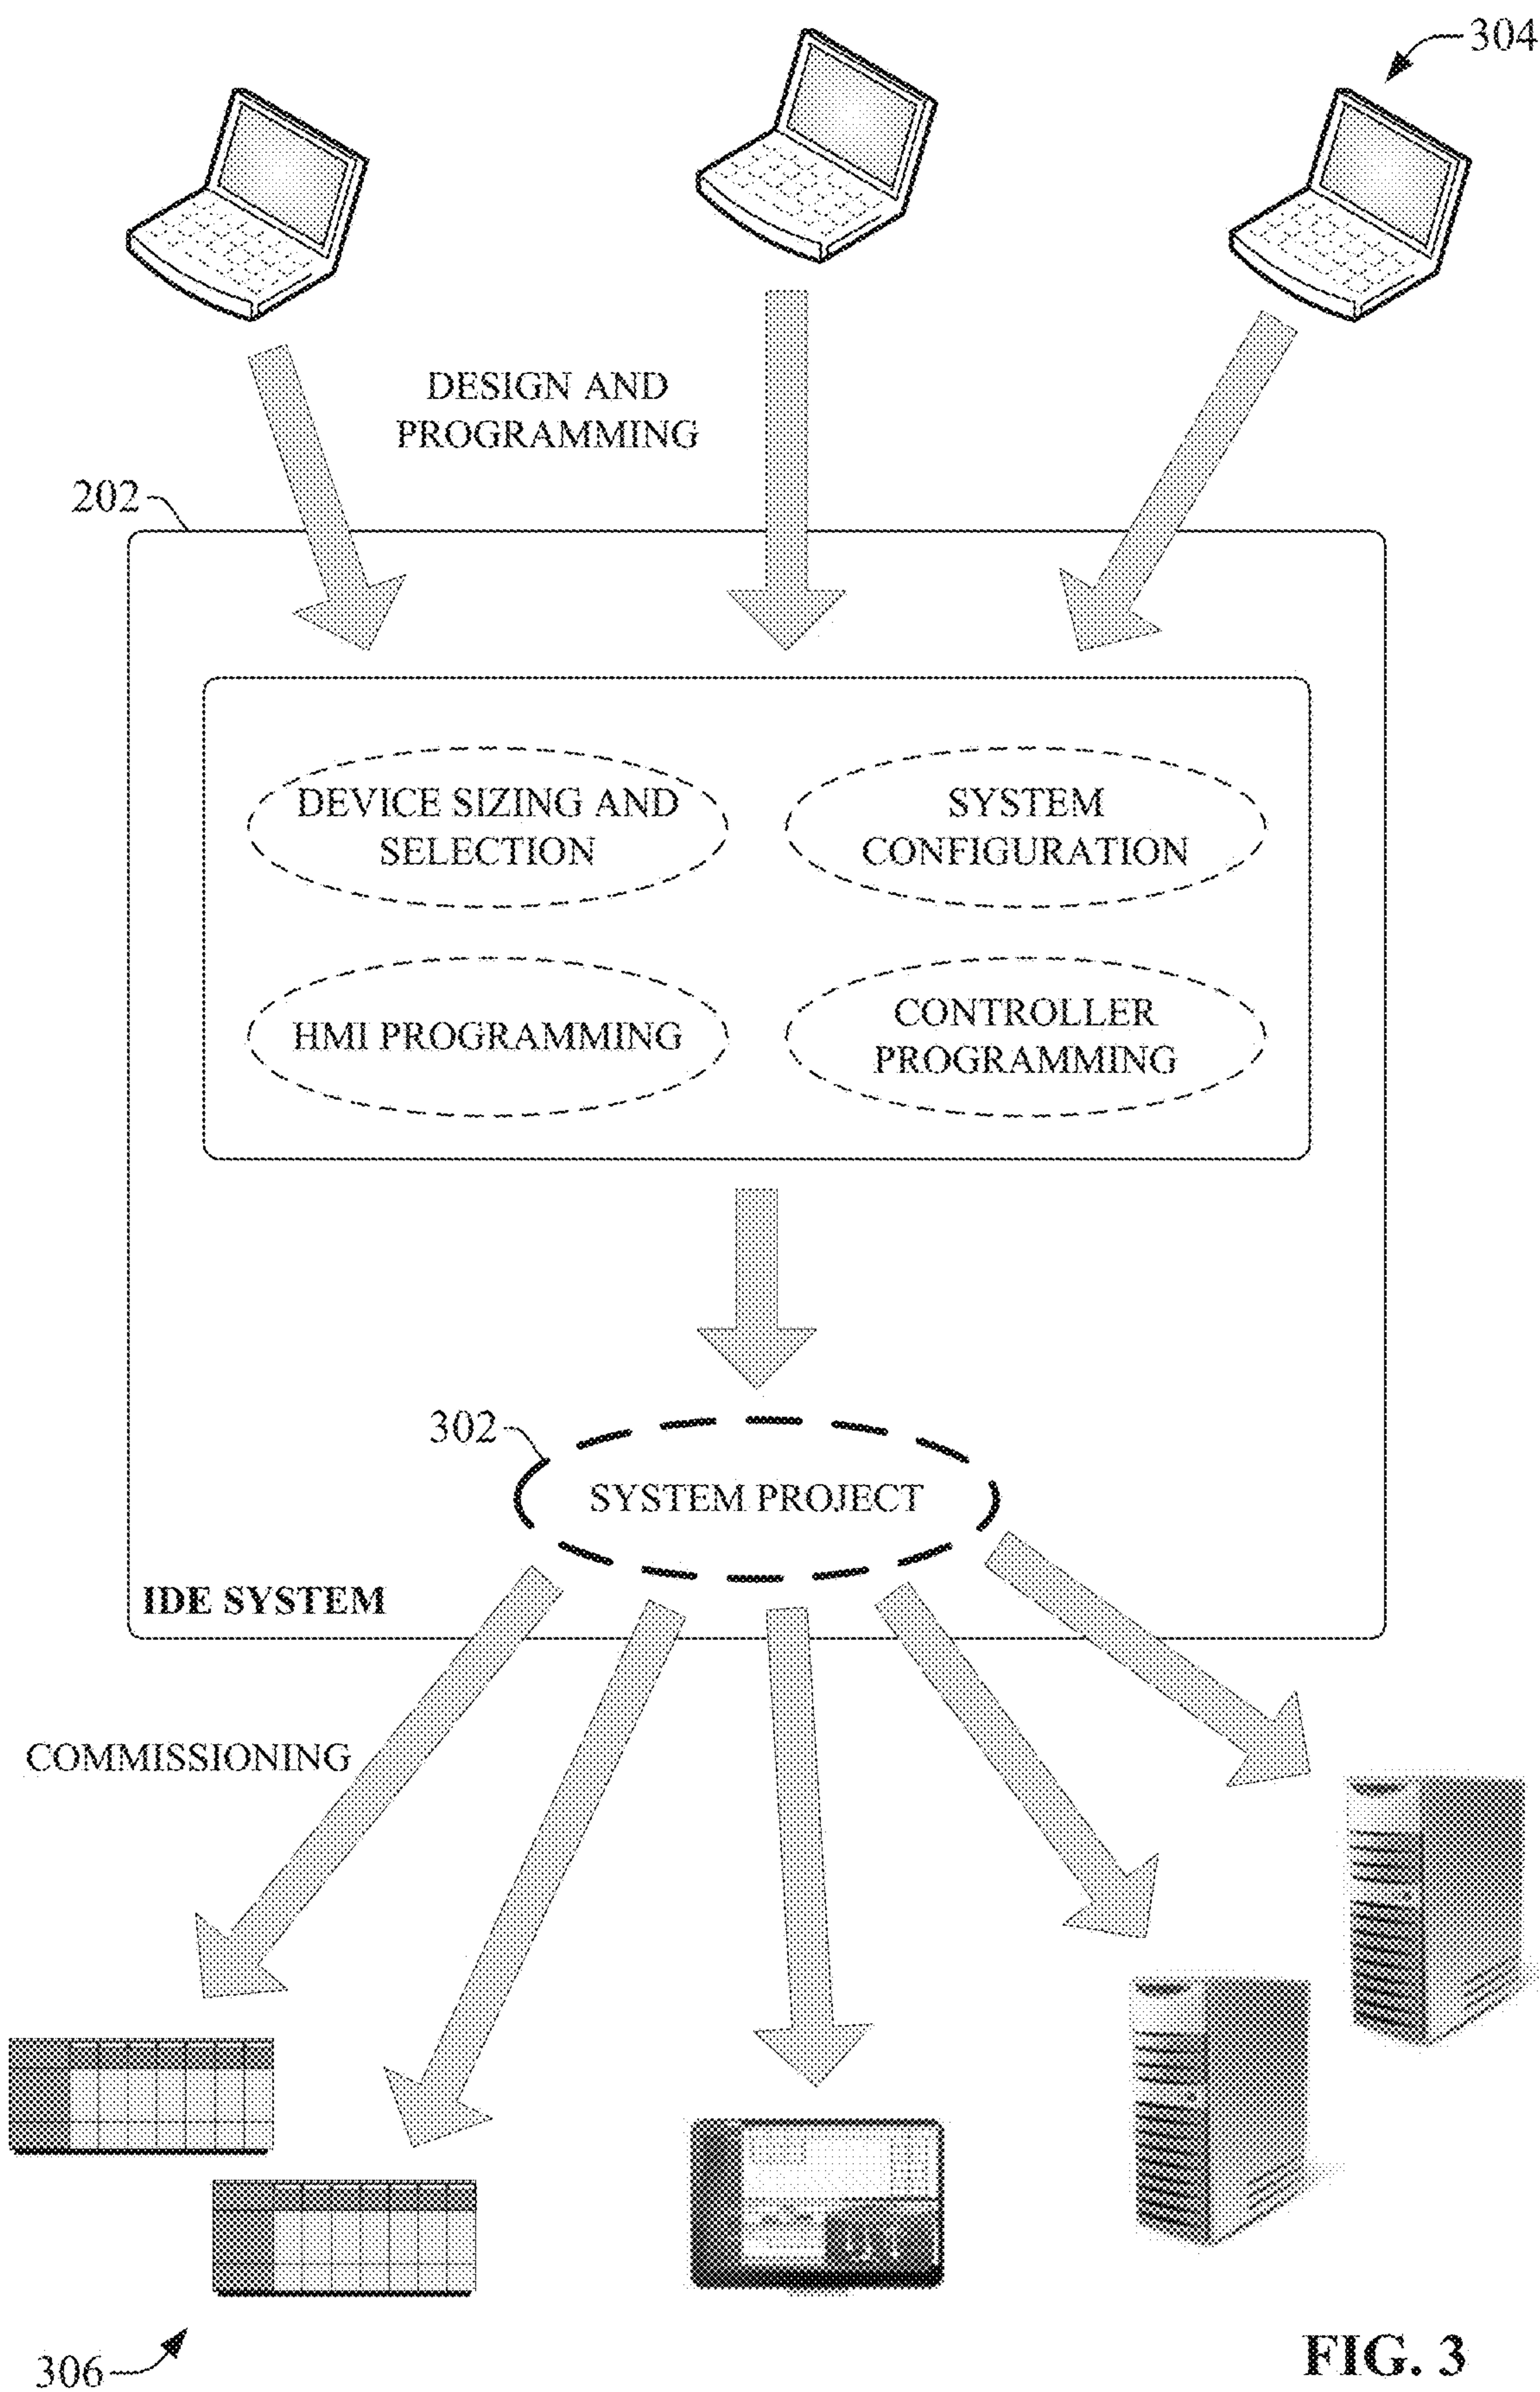 304
DESIGN AND
PROGRAMMING
202
DEVICE SIZING AND
SELECTION
SYSTEM
CONFIGURATION
HMI PROGRAMMING
CONTROLLER
PROGRAMMING
302
SYSTEM PROJECT
IDE SYSTEM
COMMISSIONING
306
FIG. 3